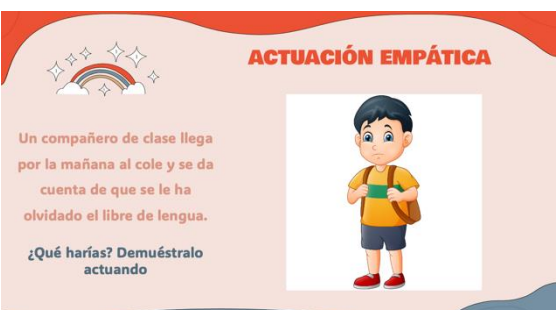 ACTUACIÓN EMPÁTICA
Un compañero de clase llega
por la mañana al cole y se da
cuenta de que se le ha
olvidado el libro de lengua.
¿Qué harías? Demuéstralo
actuando